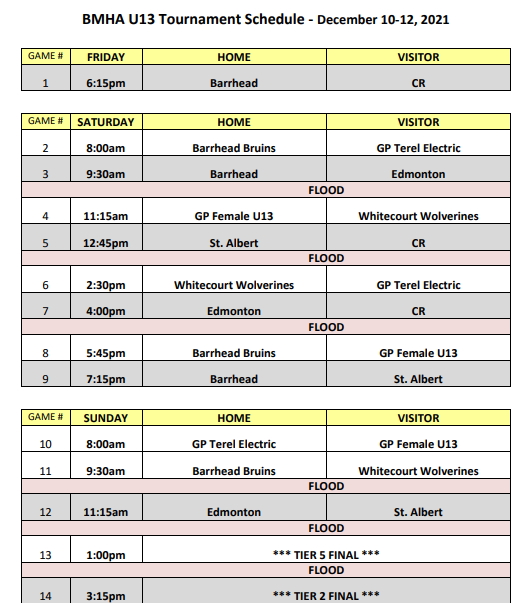 BMHA U13 Tournament Schedule - December 10-12, 2021
GAME # FRIDAY HOME VISITOR
1 6:15pm Barrhead CR
GAME # SATURDAY HOME VISITOR
2 8:00am Barrhead Bruins GP Terel Electric
3 9:30am Barrhead Edmonton
FLOOD
4 11:15am GP Female U13 Whitecourt Wolverines
5 12:45pm St. Albert CR
FLOOD
6 2:30pm Whitecourt Wolverines GP Terel Electric
7 4:00pm Edmonton CR
FLOOD
8 5:45pm Barrhead Bruins GP Female U13
9 7:15pm Barrhead St. Albert
GAME # SUNDAY HOME VISITOR
10 8:00am GP Terel Electric GP Female U13
11 9:30am Barrhead Bruins Whitecourt Wolverines
FLOOD
12 11:15am Edmonton St. Albert
FLOOD
13 1:00pm *** TIER 5 FINAL ***
FLOOD
14 3:15pm *** TIER 2 FINAL ***